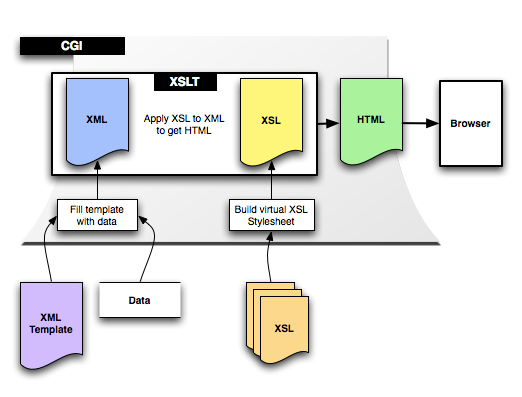 CGI
XSLT
XML
Apply XSL to XML
to get HTML
XSL
HTML
Browser
Fill template
with data
Build virtual XSL
Stylesheet
XML
Template
Data
XSL